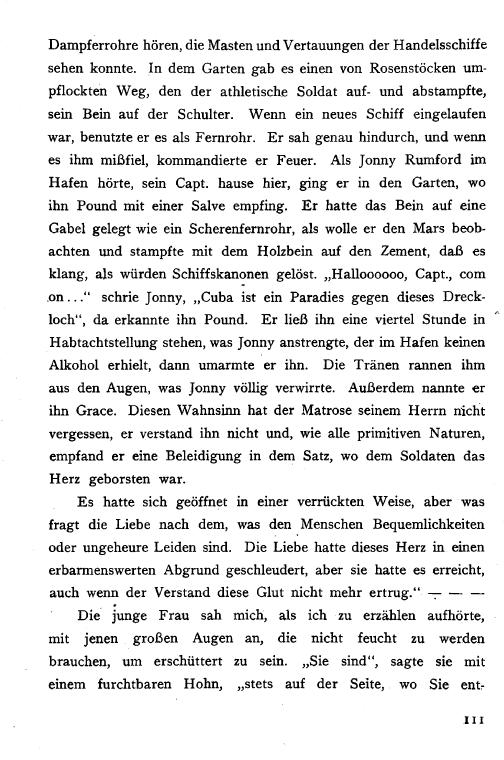 Dampferrohre hören, die Masten und Vertauungen der Handelsschiffe
sehen konnte. In dem Garten gab es einen von Rosenstöcken um-
pflockten Weg, den der athletische Soldat auf- und abstampfte,
sein Bein auf der Schulter. Wenn ein neues Schiff eingelaufen
war, benutzte er es als Fernrohr. Er sah genau hindurch, und wenn
es ihm mißfiel, kommandierte er Feuer. Als Jonny Rumford im
Hafen hörte, sein Capt. hause hier, ging er in den Garten, wo
ihn Pound mit einer Salve empfing. Er hatte das Bein auf eine
Gabel gelegt wie ein Scherenfernrohr, als wolle er den Mars beob-
achten und stampfte mit dem Holzbein auf den Zement, daß es
klang, als würden Schiffskanonen gelöst. „Halloooooo, Capt., com
on...“ schrie Jonny, „Cuba ist ein Paradies gegen dieses Dreck-
loch“, da erkannte ihn Pound. Er ließ ihn eine viertel Stunde in
Habtachtstellung stehen, was Jonny anstrengte, der im Hafen keinen
Alkohol erhielt, dann umarmte er ihn. Die Tränen rannen ihm
aus den Augen, was Jonny völlig verwirrte. Außerdem nannte er
ihn Grace. Diesen Wahnsinn hat der Matrose seinem Herrn nicht
vergessen, er verstand ihn nicht und, wie alle primitiven Naturen,
empfand er eine Beleidigung in dem Satz, wo dem Soldaten das
Herz geborsten war.
Es hatte sich geöffnet in einer verrückten Weise, aber was
fragt die Liebe nach dem, was den Menschen Bequemlichkeiten
oder ungeheure Leiden sind. Die Liebe hatte dieses Herz in einen
erbarmenswerten Abgrund geschleudert, aber sie hatte es erreicht,
auch wenn der Verstand diese Glut nicht mehr ertrug.“ — — —
Die junge Frau sah mich, als ich zu erzählen aufhörte,
mit jenen großen Augen an, die nicht feucht zu werden
brauchen, um erschüttert zu sein. „Sie sind“, sagte sie mit
einem furchtbaren Hohn, „stets auf der Seite, wo Sie ent-
111